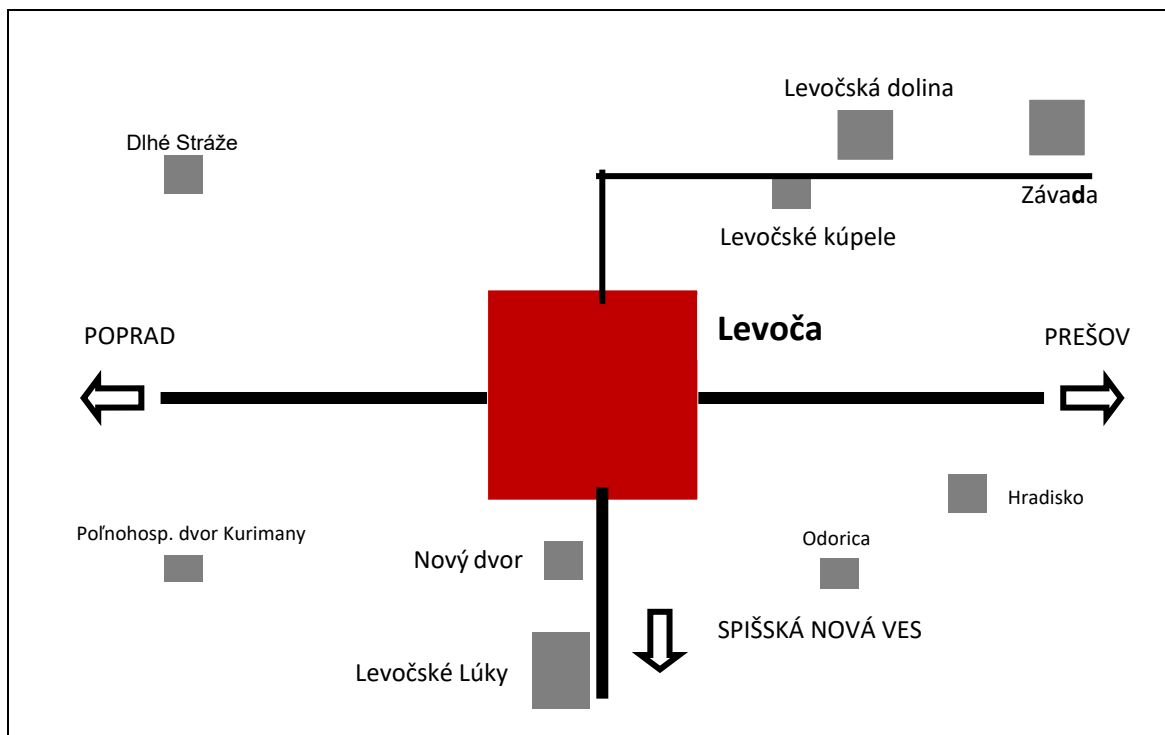 Levočská dolina
Dlhé Stráže
Závada
Levočské kúpele
Levoča
POPRAD
PREŠOV
Hradisko
Poľnohosp. dvor Kurimany
Odorica
Nový dvor
SPIŠSKÁ NOVÁ VES
Levočské Lúky